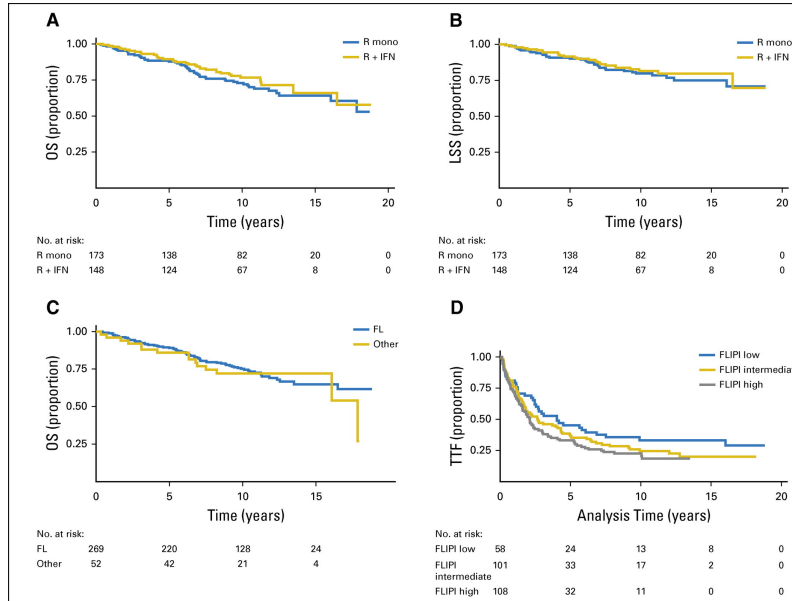 A
R mono
R + IFN
1.00
0.75
0.50
0.25
OS (proportion)
0 5 10 15 20
Time (years)
No. at risk:
R mono 173 138 82 20 0
R + IFN 148 124 67 8 0
B
R mono
R + IFN
1.00
0.75
0.50
0.25
LSS (proportion)
0 5 10 15 20
Time (years)
No. at risk:
R mono 173 138 82 20 0
R + IFN 148 124 67 8 0
C
FL
Other
1.00
0.75
0.50
0.25
OS (proportion)
0 5 10 15
Time (years)
No. at risk:
FL 269 220 128 24
Other 52 42 21 4
D
FLIPI low
FLIPI intermediat
FLIPI high
1.00
0.75
0.50
0.25
TTF (proportion)
0 5 10 15 20
Analysis Time (years)
No. at risk:
FLIPI low 58 24 13 8 0
FLIPI 101 33 17 2 0
intermediate
FLIPI high 108 32 11 0 0